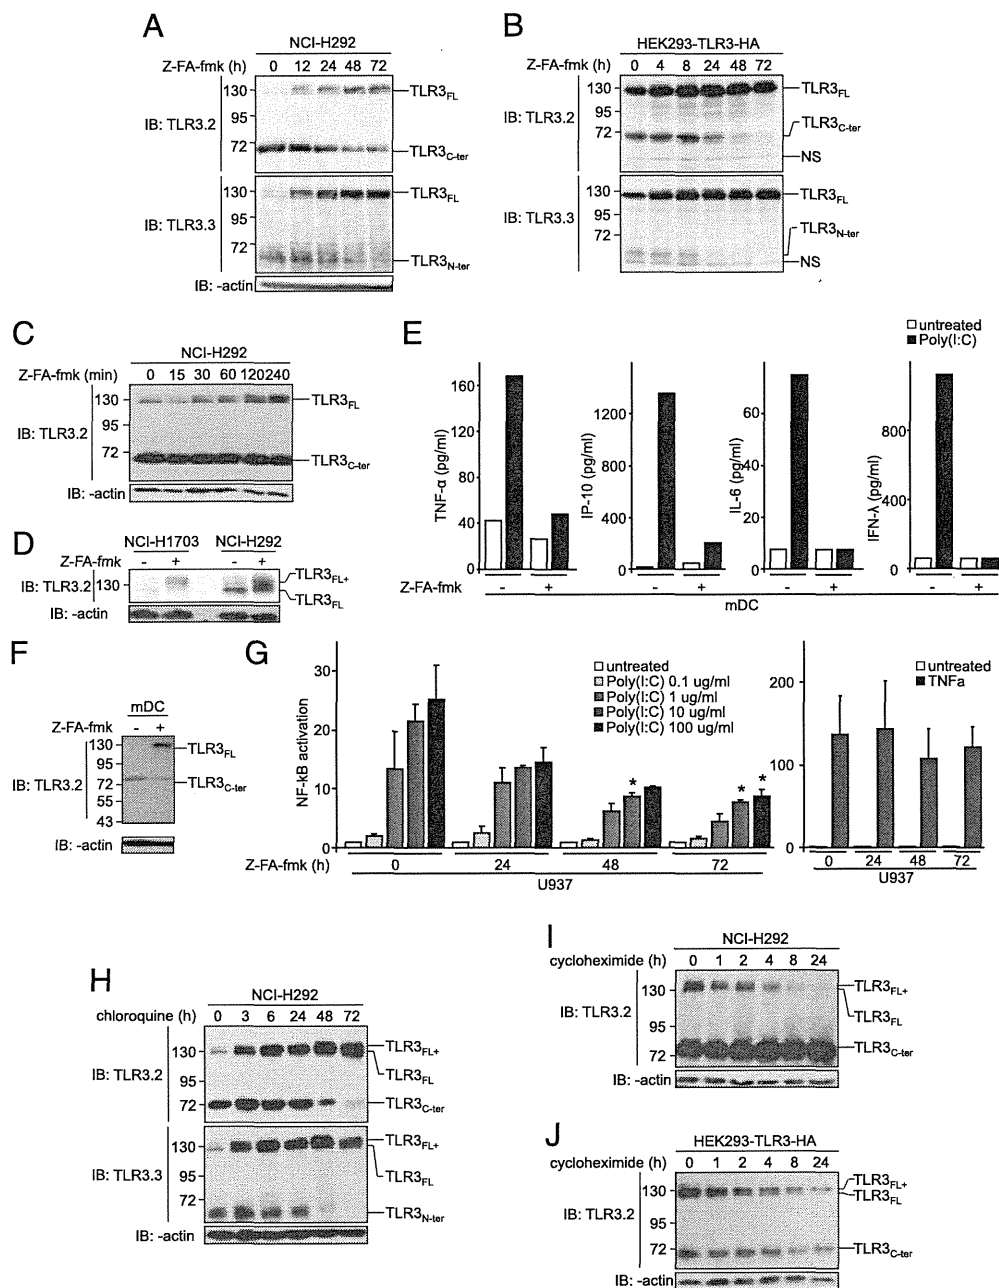 A
NCI-H292
Z-FA-fmk (h) 0 12 24 48 72
IB: TLR3.2
130
95
72
TLR3FL
TLR3C-ter
IB: TLR3.3
130
95
72
TLR3FL
TLR3N-ter
IB: -actin
B
HEK293-TLR3-HA
Z-FA-fmk (h) 0 4 8 24 48 72
IB: TLR3.2
130
95
72
TLR3FL
TLR3C-ter
NS
IB: TLR3.3
130
95
72
TLR3FL
TLR3N-ter
NS
C
NCI-H292
Z-FA-fmk (min) 0 15 30 60 120 240
IB: TLR3.2
130
95
72
TLR3FL
TLR3C-ter
IB: -actin
D
NCI-H1703 NCI-H292
Z-FA-fmk - + - +
IB: TLR3.2
130
TLR3FL+
TLR3FL
IB: -actin
E
untreated
Poly(I:C)
TNF-α (pg/ml)
160
120
80
40
0
IP-10 (pg/ml)
1200
800
400
0
IL-6 (pg/ml)
60
40
20
0
IFN-λ (pg/ml)
800
400
0
Z-FA-fmk - + - + - + - +
mDC
F
mDC
Z-FA-fmk - +
IB: TLR3.2
130
95
72
55
43
TLR3FL
TLR3C-ter
IB: -actin
G
NF-kB activation
30
20
10
0
untreated
Poly(I:C) 0.1 ug/ml
Poly(I:C) 1 ug/ml
Poly(I:C) 10 ug/ml
Poly(I:C) 100 ug/ml
* *
Z-FA-fmk (h) 0 24 48 72
U937
200
100
0
untreated
TNFa
0 24 48 72
U937
H
NCI-H292
chloroquine (h) 0 3 6 24 48 72
IB: TLR3.2
130
95
72
TLR3FL+
TLR3FL
TLR3C-ter
IB: TLR3.3
130
95
72
TLR3FL+
TLR3FL
TLR3N-ter
IB: -actin
I
NCI-H292
cycloheximide (h) 0 1 2 4 8 24
IB: TLR3.2
130
95
72
TLR3FL+
TLR3FL
TLR3C-ter
IB: -actin
J
HEK293-TLR3-HA
cycloheximide (h) 0 1 2 4 8 24
IB: TLR3.2
130
95
72
TLR3FL+
TLR3FL
TLR3C-ter
IB: -actin